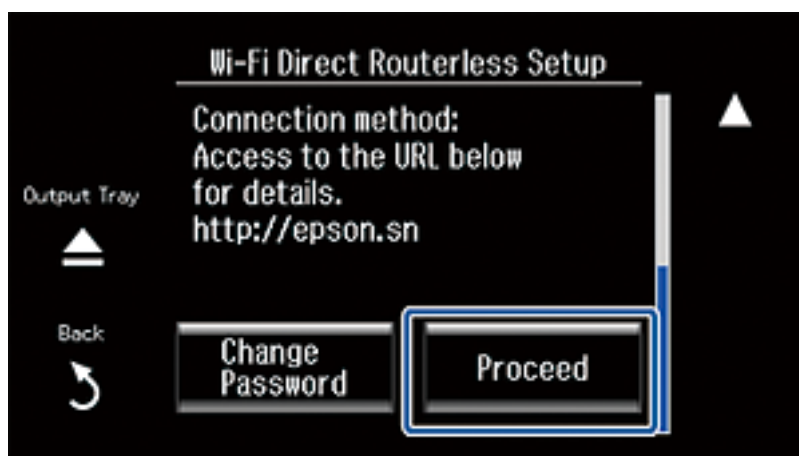 Wi-Fi Direct Routerless Setup
Connection method:
Access to the URL below
for details.
http://epson.sn
Output Tray
Back
Change
Password
Proceed